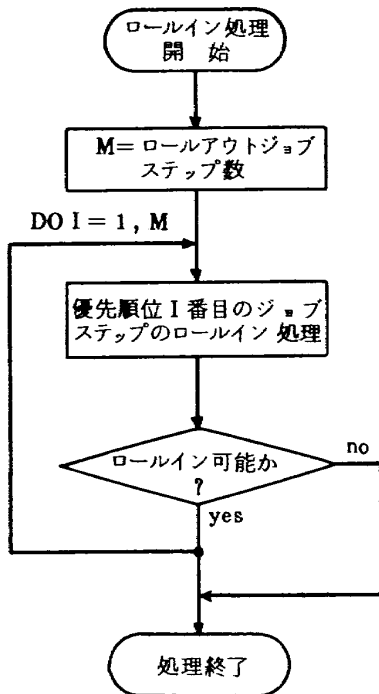 ロールイン処理
開 始
M=ロールアウトジョブ
ステップ数
DO I = 1 , M
優先順位 I 番目のジョブ
ステップのロールイン 処理
ロールイン可能か
?
no
yes
処理終了